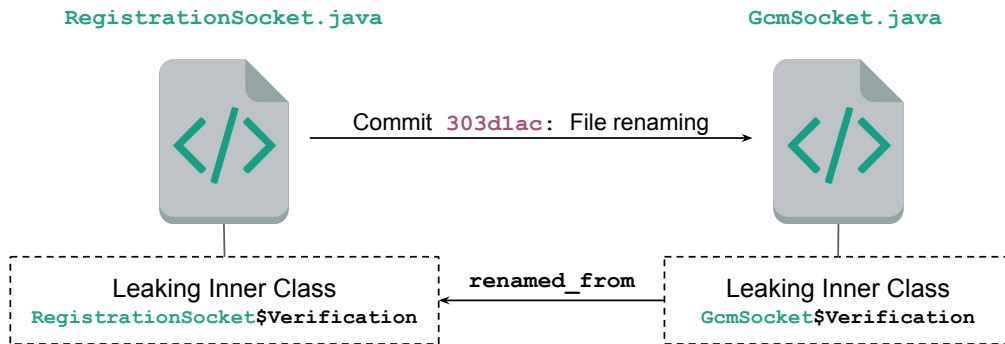 RegistrationSocket.java
GcmSocket.java
</>
</>
Commit 303d1ac: File renaming
Leaking Inner Class
RegistrationSocket$Verification
renamed_from
Leaking Inner Class
GcmSocket$Verification